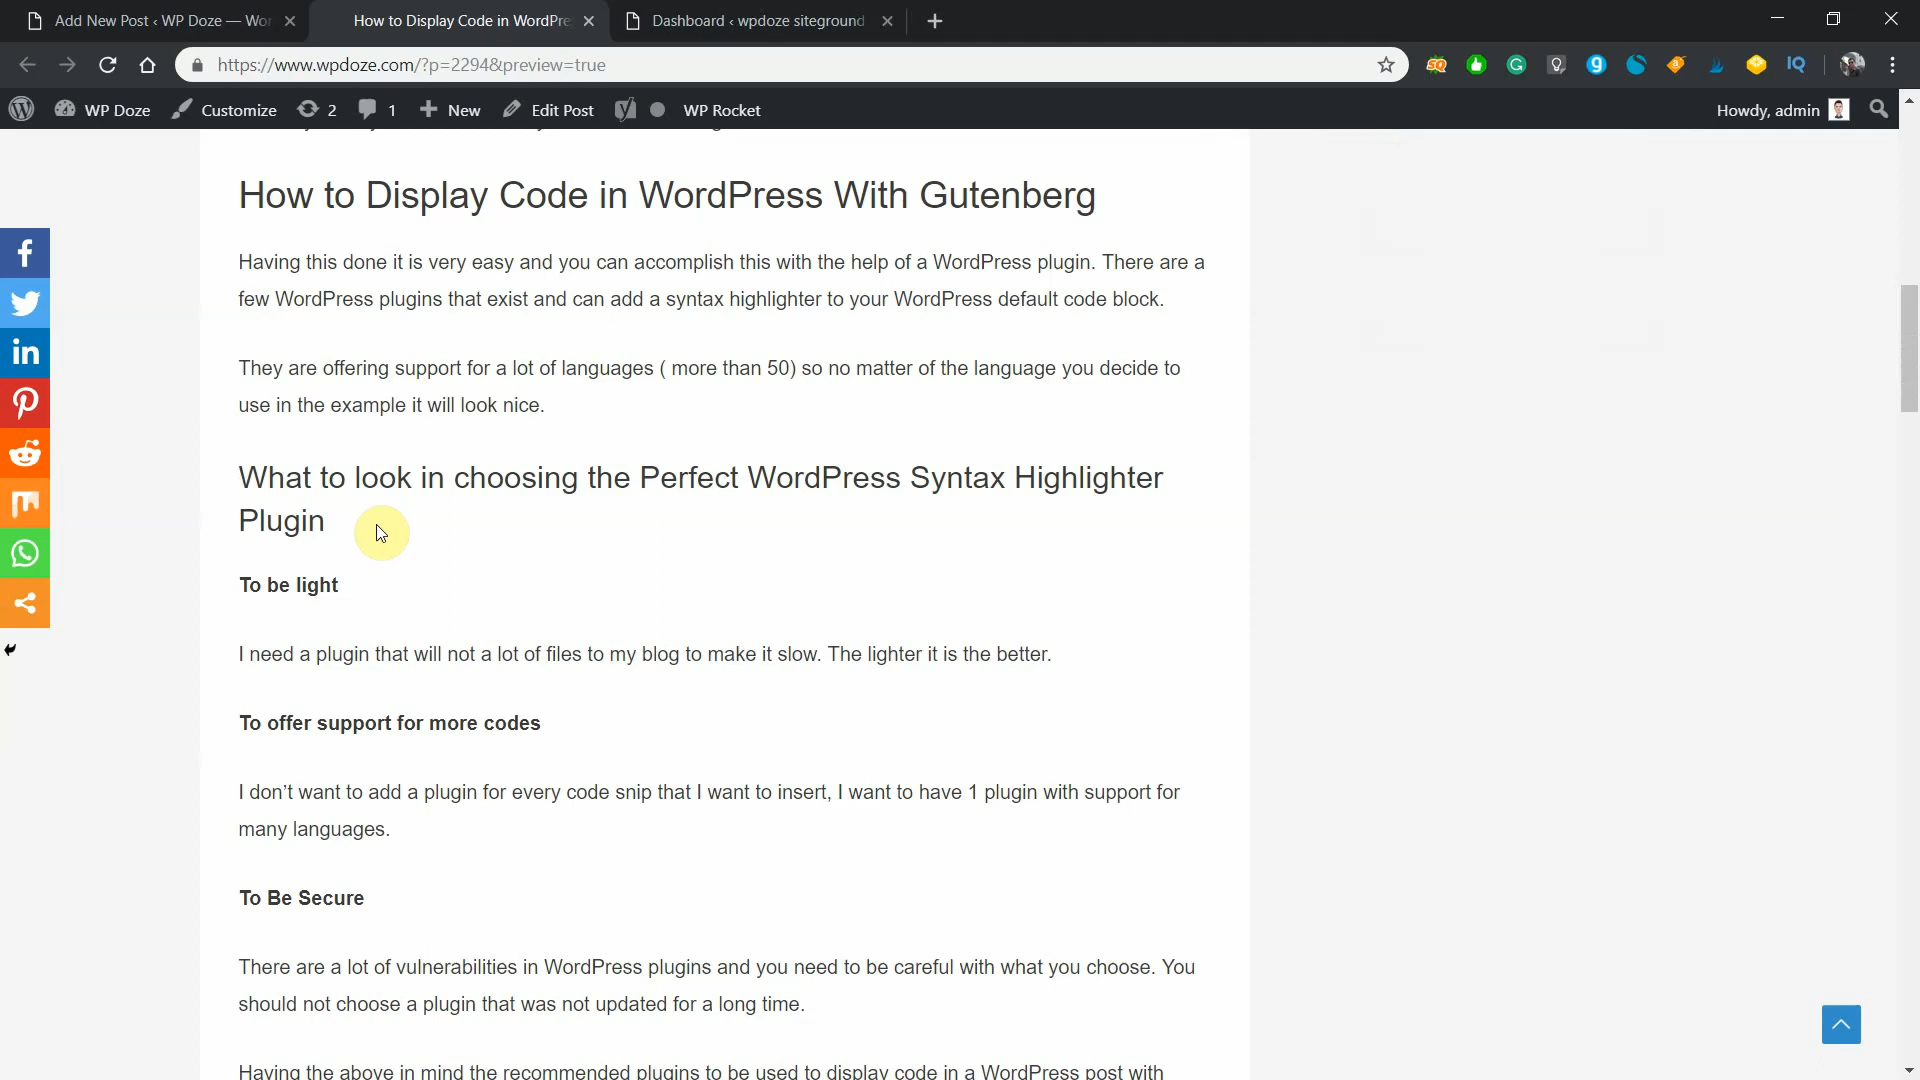 Add New Post ‹ WP Doze — Wor
How to Display Code in WordPre
Dashboard ‹ wpdoze siteground
https://www.wpdoze.com/?p=2294&preview=true
WP Doze
Customize
2
1
New
Edit Post
WP Rocket
Howdy, admin
How to Display Code in WordPress With Gutenberg
Having this done it is very easy and you can accomplish this with the help of a WordPress plugin. There are a
few WordPress plugins that exist and can add a syntax highlighter to your WordPress default code block.
They are offering support for a lot of languages ( more than 50) so no matter of the language you decide to
use in the example it will look nice.
What to look in choosing the Perfect WordPress Syntax Highlighter
Plugin
To be light
I need a plugin that will not a lot of files to my blog to make it slow. The lighter it is the better.
To offer support for more codes
I don’t want to add a plugin for every code snip that I want to insert, I want to have 1 plugin with support for
many languages.
To Be Secure
There are a lot of vulnerabilities in WordPress plugins and you need to be careful with what you choose. You
should not choose a plugin that was not updated for a long time.
Having the above in mind the recommended plugins to be used to display code in a WordPress post with